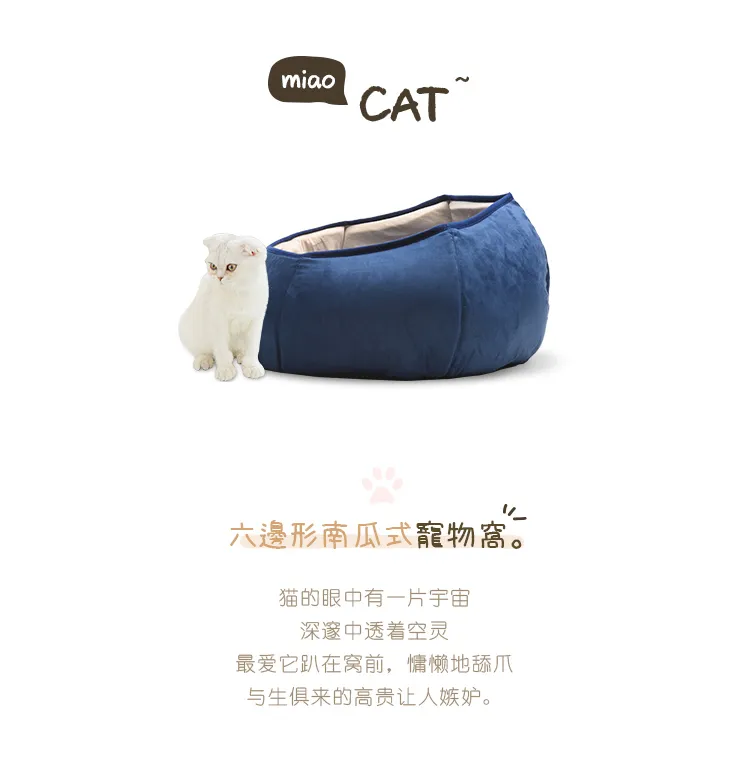 miao
CAT~
六邊形南瓜式寵物窩。
猫的眼中有一片宇宙
深邃中透着空灵
最爱它趴在窝前，慵懒地舔爪
与生俱来的高贵让人嫉妒。